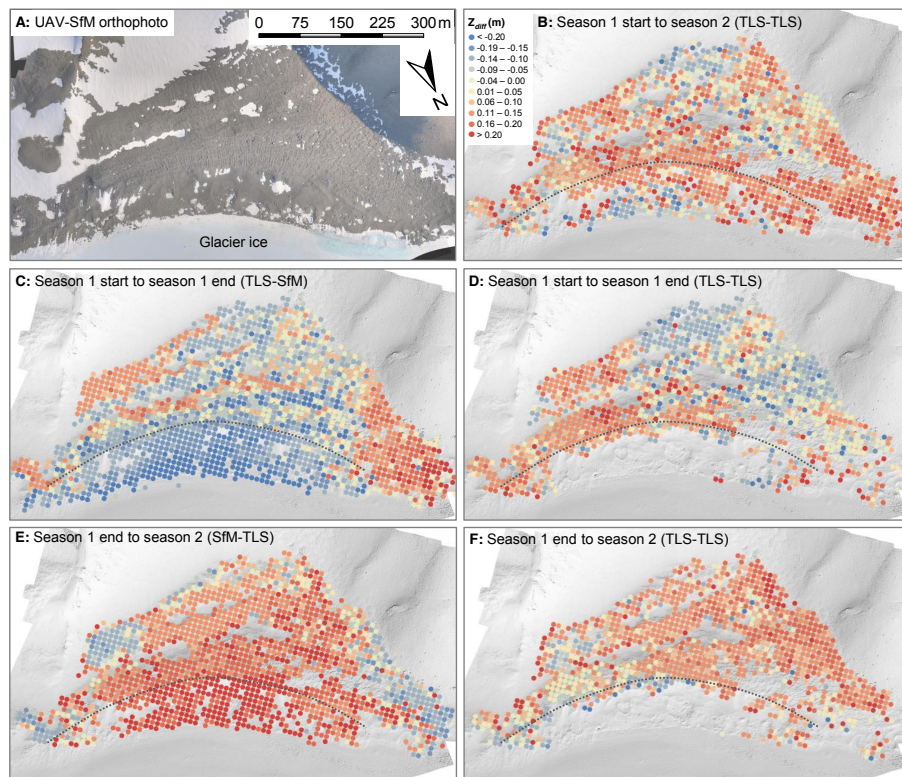 A: UAV-SfM orthophoto
0 75 150 225 300 m
N
Glacier ice
B: Season 1 start to season 2 (TLS-TLS)
Zdiff (m)
< -0.20
-0.19 – -0.15
-0.14 – -0.10
-0.09 – -0.05
-0.04 – 0.00
0.01 – 0.05
0.06 – 0.10
0.11 – 0.15
0.16 – 0.20
> 0.20
C: Season 1 start to season 1 end (TLS-SfM)
D: Season 1 start to season 1 end (TLS-TLS)
E: Season 1 end to season 2 (SfM-TLS)
F: Season 1 end to season 2 (TLS-TLS)